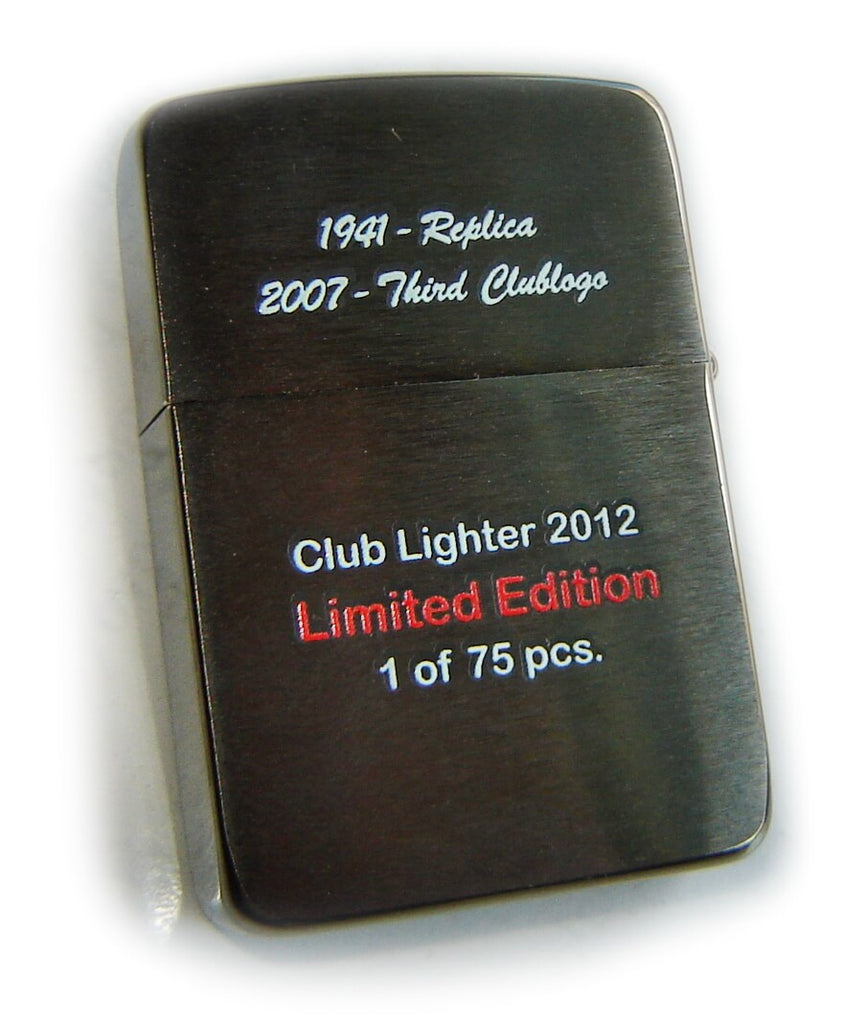 1941 - Replica
2007 - Third Clublogo
Club Lighter 2012
Limited Edition
1 of 75 pcs.